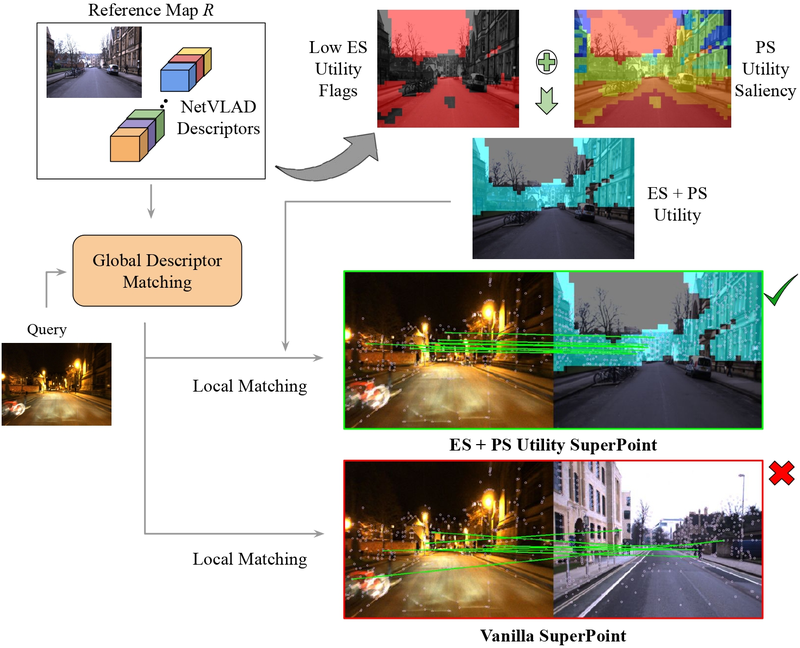 Reference Map R
NetVLAD
Descriptors
Low ES
Utility
Flags
PS
Utility
Saliency
ES + PS
Utility
Global Descriptor
Matching
Query
Local Matching
ES + PS Utility SuperPoint
Local Matching
Vanilla SuperPoint